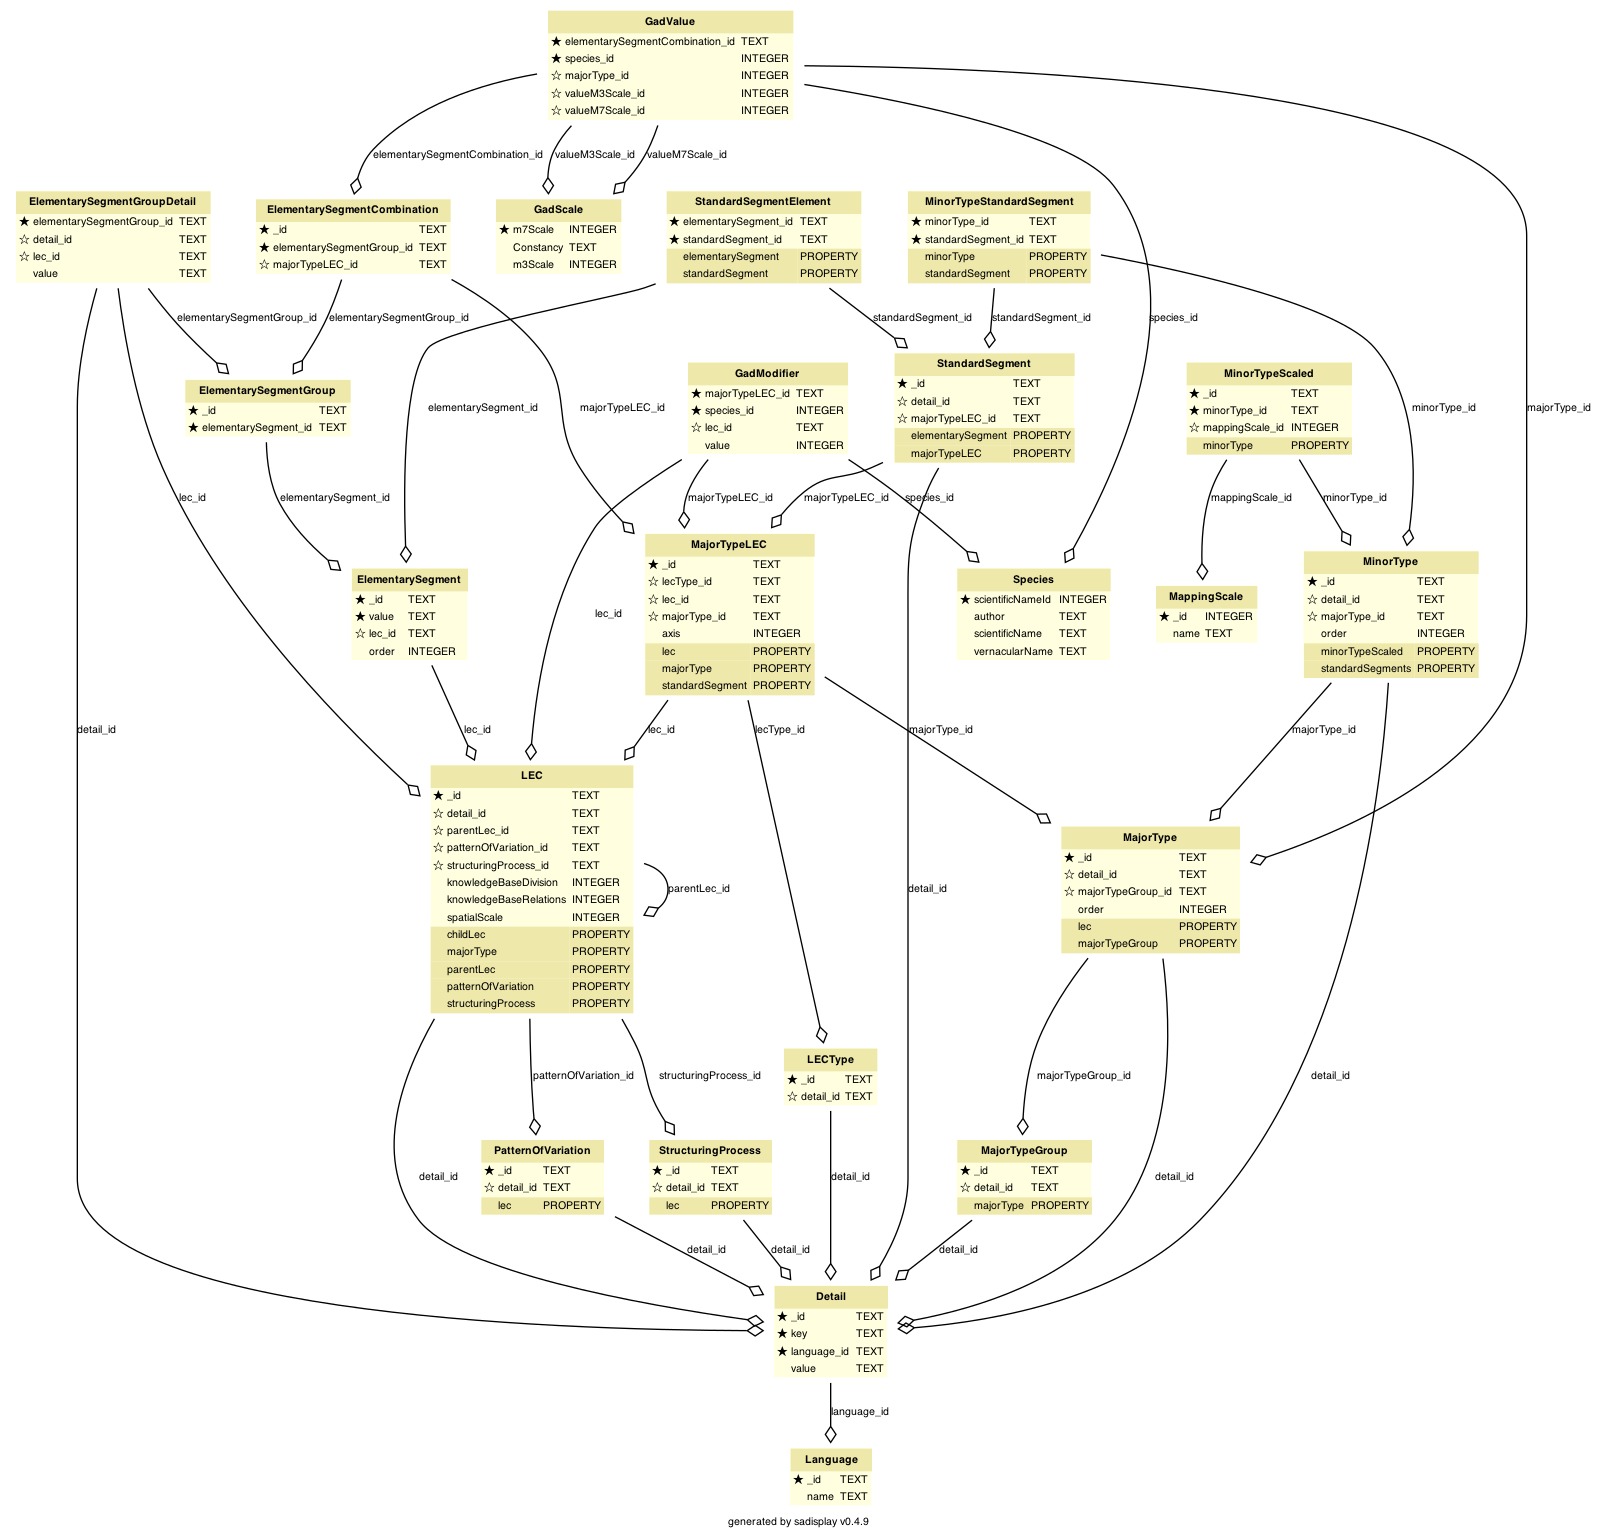 GadValue
★ elementarySegmentCombination_id TEXT
★ species_id INTEGER
☆ majorType_id INTEGER
☆ valueM3Scale_id INTEGER
☆ valueM7Scale_id INTEGER
elementarySegmentCombination_id
valueM3Scale_id
valueM7Scale_id
ElementarySegmentGroupDetail
★ elementarySegmentGroup_id TEXT
☆ detail_id TEXT
☆ lec_id TEXT
value TEXT
ElementarySegmentCombination
★ _id TEXT
★ elementarySegmentGroup_id TEXT
☆ majorTypeLEC_id TEXT
GadScale
★ m7Scale INTEGER
Constancy TEXT
m3Scale INTEGER
StandardSegmentElement
★ elementarySegment_id TEXT
★ standardSegment_id TEXT
elementarySegment PROPERTY
standardSegment PROPERTY
MinorTypeStandardSegment
★ minorType_id TEXT
★ standardSegment_id TEXT
minorType PROPERTY
standardSegment PROPERTY
elementarySegmentGroup_id
elementarySegmentGroup_id
standardSegment_id
standardSegment_id
species_id
ElementarySegmentGroup
★ _id TEXT
★ elementarySegment_id TEXT
elementarySegment_id
majorTypeLEC_id
GadModifier
★ majorTypeLEC_id TEXT
★ species_id INTEGER
☆ lec_id TEXT
value INTEGER
StandardSegment
★ _id TEXT
☆ detail_id TEXT
☆ majorTypeLEC_id TEXT
elementarySegment PROPERTY
majorTypeLEC PROPERTY
MinorTypeScaled
★ _id TEXT
★ minorType_id TEXT
☆ mappingScale_id INTEGER
minorType PROPERTY
minorType_id
majorType_id
lec_id
elementarySegment_id
majorTypeLEC_id
majorTypeLEC_id
species_id
mappingScale_id
minorType_id
ElementarySegment
★ _id TEXT
★ value TEXT
☆ lec_id TEXT
order INTEGER
lec_id
MajorTypeLEC
★ _id TEXT
☆ lecType_id TEXT
☆ lec_id TEXT
☆ majorType_id TEXT
axis INTEGER
lec PROPERTY
majorType PROPERTY
standardSegment PROPERTY
Species
★ scientificNameId INTEGER
author TEXT
scientificName TEXT
vernacularName TEXT
MappingScale
★ _id INTEGER
name TEXT
MinorType
★ _id TEXT
☆ detail_id TEXT
☆ majorType_id TEXT
order INTEGER
minorTypeScaled PROPERTY
standardSegments PROPERTY
detail_id
lec_id
lec_id
lecType_id
majorType_id
majorType_id
LEC
★ _id TEXT
☆ detail_id TEXT
☆ parentLec_id TEXT
☆ patternOfVariation_id TEXT
☆ structuringProcess_id TEXT
knowledgeBaseDivision INTEGER
knowledgeBaseRelations INTEGER
spatialScale INTEGER
childLec PROPERTY
majorType PROPERTY
parentLec PROPERTY
patternOfVariation PROPERTY
structuringProcess PROPERTY
parentLec_id
detail_id
MajorType
★ _id TEXT
☆ detail_id TEXT
☆ majorTypeGroup_id TEXT
order INTEGER
lec PROPERTY
majorTypeGroup PROPERTY
patternOfVariation_id
structuringProcess_id
LECType
★ _id TEXT
☆ detail_id TEXT
majorTypeGroup_id
detail_id
PatternOfVariation
★ _id TEXT
☆ detail_id TEXT
lec PROPERTY
StructuringProcess
★ _id TEXT
☆ detail_id TEXT
lec PROPERTY
MajorTypeGroup
★ _id TEXT
☆ detail_id TEXT
majorType PROPERTY
detail_id
detail_id
detail_id
detail_id
detail_id
detail_id
Detail
★ _id TEXT
★ key TEXT
★ language_id TEXT
value TEXT
language_id
Language
★ _id TEXT
name TEXT
generated by sadisplay v0.4.9